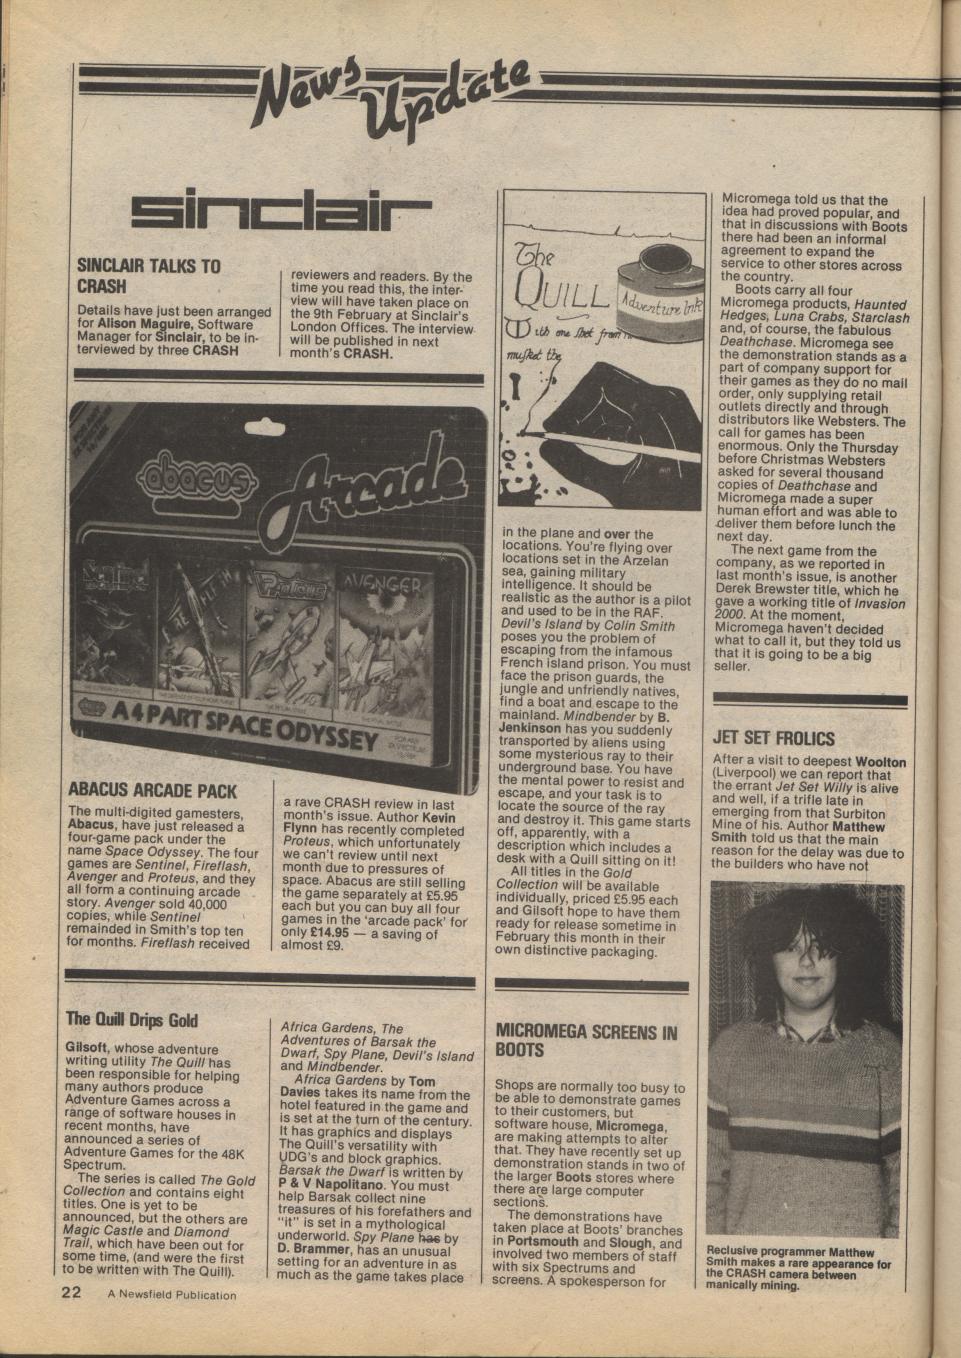 News
Update
sinclair
SINCLAIR TALKS TO
CRASH
Details have just been arranged
for Alison Maguire, Software
Manager for Sinclair, to be in-
terviewed by three CRASH
reviewers and readers. By the
time you read this, the inter-
view will have taken place on
the 9th February at Sinclair's
London Offices. The interview
will be published in next
month's CRASH.
abacus
Arcade
Sentinel
FIREFLASH
PROTEUS
AVENGER
A 4 PART SPACE ODYSSEY
ABACUS ARCADE PACK
The multi-digited gamesters,
Abacus, have just released a
four-game pack under the
name Space Odyssey. The four
games are Sentinel, Fireflash,
Avenger and Proteus, and they
all form a continuing arcade
story. Avenger sold 40,000
copies, while Sentinel
remainded in Smith's top ten
for months. Fireflash received
a rave CRASH review in last
month's issue. Author Kevin
Flynn has recently completed
Proteus, which unfortunately
we can't review until next
month due to pressures of
space. Abacus are still selling
the game separately at £5.95
each but you can buy all four
games in the 'arcade pack' for
only £14.95 — a saving of
almost £9.
The Quill Drips Gold
Gilsoft, whose adventure
writing utility The Quill has
been responsible for helping
many authors produce
Adventure Games across a
range of software houses in
recent months, have
announced a series of
Adventure Games for the 48K
Spectrum.
The series is called The Gold
Collection and contains eight
titles. One is yet to be
announced, but the others are
Magic Castle and Diamond
Trail, which have been out for
some time, (and were the first
to be written with The Quill).
Africa Gardens, The
Adventures of Barsak the
Dwarf, Spy Plane, Devil's Island
and Mindbender.
Africa Gardens by Tom
Davies takes its name from the
hotel featured in the game and
is set at the turn of the century.
It has graphics and displays
The Quill's versatility with
UDG's and block graphics.
Barsak the Dwarf is written by
P & V Napolitano. You must
help Barsak collect nine
treasures of his forefathers and
"it" is set in a mythological
underworld. Spy Plane has by
D. Brammer, has an unusual
setting for an adventure in as
much as the game takes place
The
QUILL
Adventure Ink
With one shot from
musket the
in the plane and over the
locations. You're flying over
locations set in the Arzelan
sea, gaining military
intelligence. It should be
realistic as the author is a pilot
and used to be in the RAF.
Devil's Island by Colin Smith
poses you the problem of
escaping from the infamous
French island prison. You must
face the prison guards, the
jungle and unfriendly natives,
find a boat and escape to the
mainland. Mindbender by B.
Jenkinson has you suddenly
transported by aliens using
some mysterious ray to their
underground base. You have
the mental power to resist and
escape, and your task is to
locate the source of the ray
and destroy it. This game starts
off, apparently, with a
description which includes a
desk with a Quill sitting on it!
All titles in the Gold
Collection will be available
individually, priced £5.95 each
and Gilsoft hope to have them
ready for release sometime in
February this month in their
own distinctive packaging.
MICROMEGA SCREENS IN
BOOTS
Shops are normally too busy to
be able to demonstrate games
to their customers, but
software house, Micromega,
are making attempts to alter
that. They have recently set up
demonstration stands in two of
the larger Boots stores where
there are large computer
sections.
The demonstrations have
taken place at Boots' branches
in Portsmouth and Slough, and
involved two members of staff
with six Spectrums and
screens. A spokesperson for
Micromega told us that the
idea had proved popular, and
that in discussions with Boots
there had been an informal
agreement to expand the
service to other stores across
the country.
Boots carry all four
Micromega products, Haunted
Hedges, Luna Crabs, Starclash
and, of course, the fabulous
Deathchase. Micromega see
the demonstration stands as a
part of company support for
their games as they do no mail
order, only supplying retail
outlets directly and through
distributors like Websters. The
call for games has been
enormous. Only the Thursday
before Christmas Websters
asked for several thousand
copies of Deathchase and
Micromega made a super
human effort and was able to
deliver them before lunch the
next day.
The next game from the
company, as we reported in
last month's issue, is another
Derek Brewster title, which he
gave a working title of Invasion
2000. At the moment,
Micromega haven't decided
what to call it, but they told us
that it is going to be a big
seller.
JET SET FROLICS
After a visit to deepest Woolton
(Liverpool) we can report that
the errant Jet Set Willy is alive
and well, if a trifle late in
emerging from that Surbiton
Mine of his. Author Matthew
Smith told us that the main
reason for the delay was due to
the builders who have not
Reclusive programmer Matthew
Smith makes a rare appearance for
the CRASH camera between
manically mining.
22 A Newsfield Publication